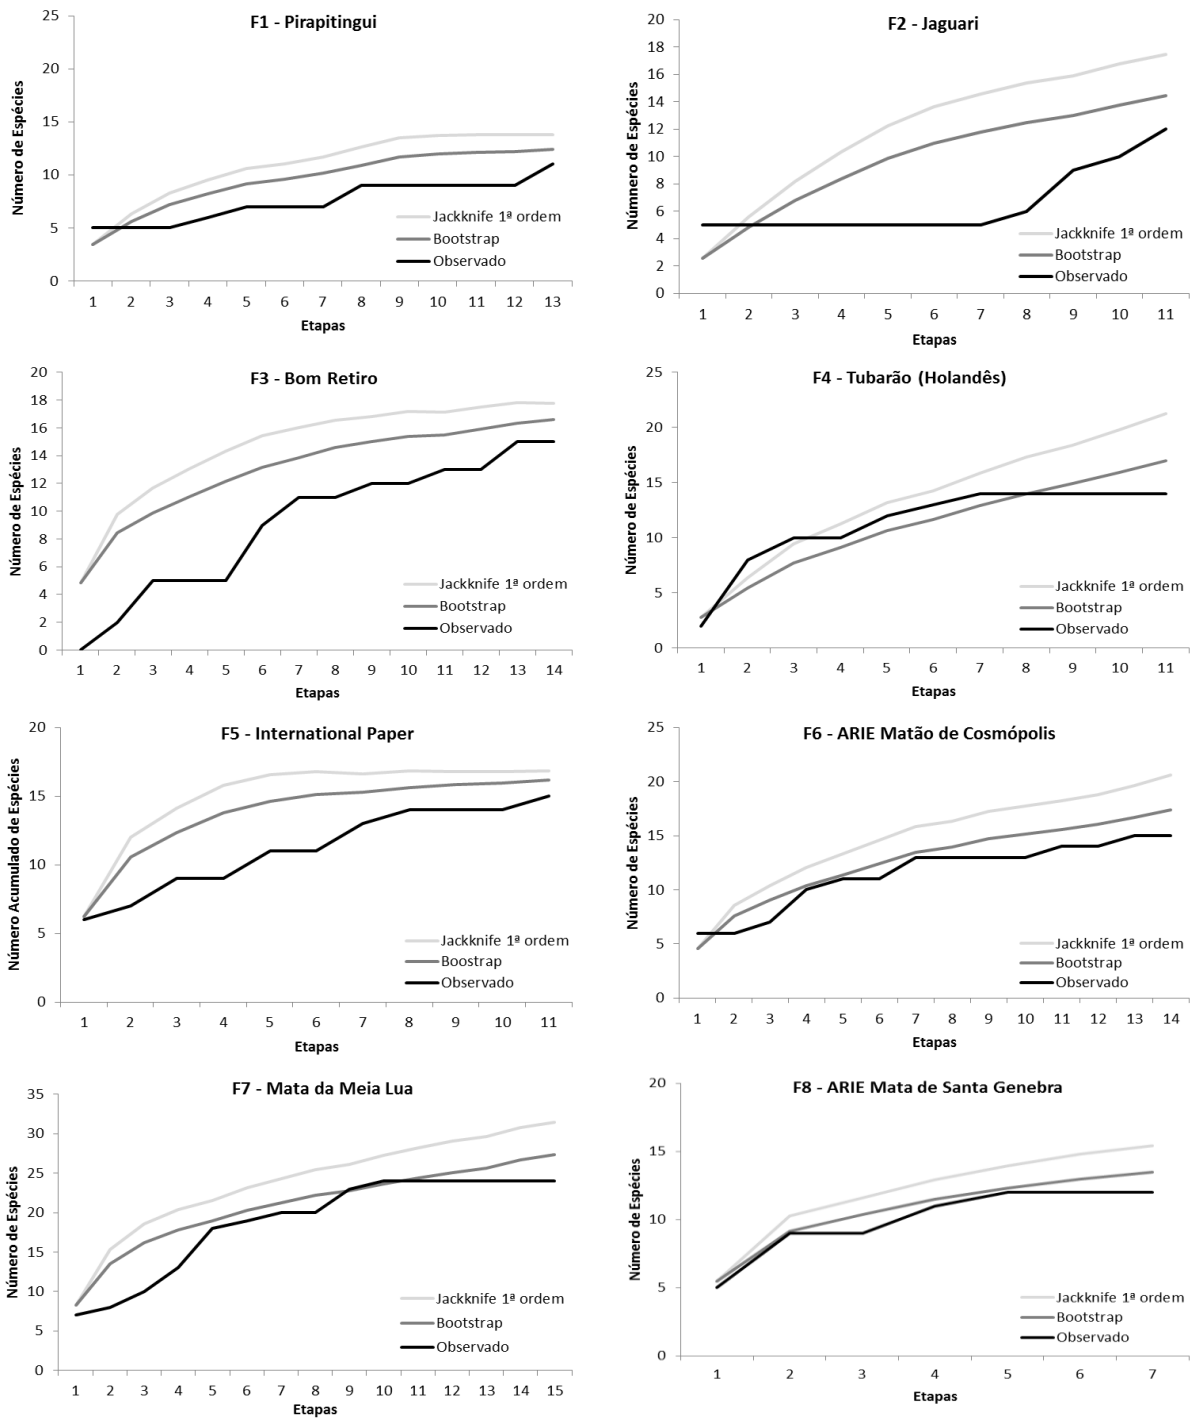 F1 - Pirapitingui
Número de Espécies
25
20
15
10
5
0
Jackknife 1ª ordem
Bootstrap
Observado
1 2 3 4 5 6 7 8 9 10 11 12 13
Etapas
F2 - Jaguari
Númnero de Espécies
20
18
16
14
12
10
8
6
4
2
0
Jackknife 1ª ordem
Bootstrap
Observado
1 2 3 4 5 6 7 8 9 10 11
Etapas
F3 - Bom Retiro
Número de Espécies
20
18
16
14
12
10
8
6
4
2
0
Jackknife 1ª ordem
Bootstrap
Observado
1 2 3 4 5 6 7 8 9 10 11 12 13 14
Etapas
F4 - Tubarão (Holandês)
Número de Espécies
25
20
15
10
5
0
Jackknife 1ª ordem
Bootstrap
Observado
1 2 3 4 5 6 7 8 9 10 11
Etapas
F5 - International Paper
Número Acumulado de Espécies
20
15
10
5
0
Jackknife 1ª ordem
Boostrap
Observado
1 2 3 4 5 6 7 8 9 10 11
Etapas
F6 - ARIE Matão de Cosmópolis
Número de Espécies
25
20
15
10
5
0
Jackknife 1ª ordem
Bootstrap
Observado
1 2 3 4 5 6 7 8 9 10 11 12 13 14
Etapas
F7 - Mata da Meia Lua
Número de Espécies
35
30
25
20
15
10
5
0
Jackknife 1ª ordem
Bootstrap
Observado
1 2 3 4 5 6 7 8 9 10 11 12 13 14 15
Etapas
F8 - ARIE Mata de Santa Genebra
Número de Espécies
20
15
10
5
0
Jackknife 1ª ordem
Bootstrap
Observado
1 2 3 4 5 6 7
Etapas